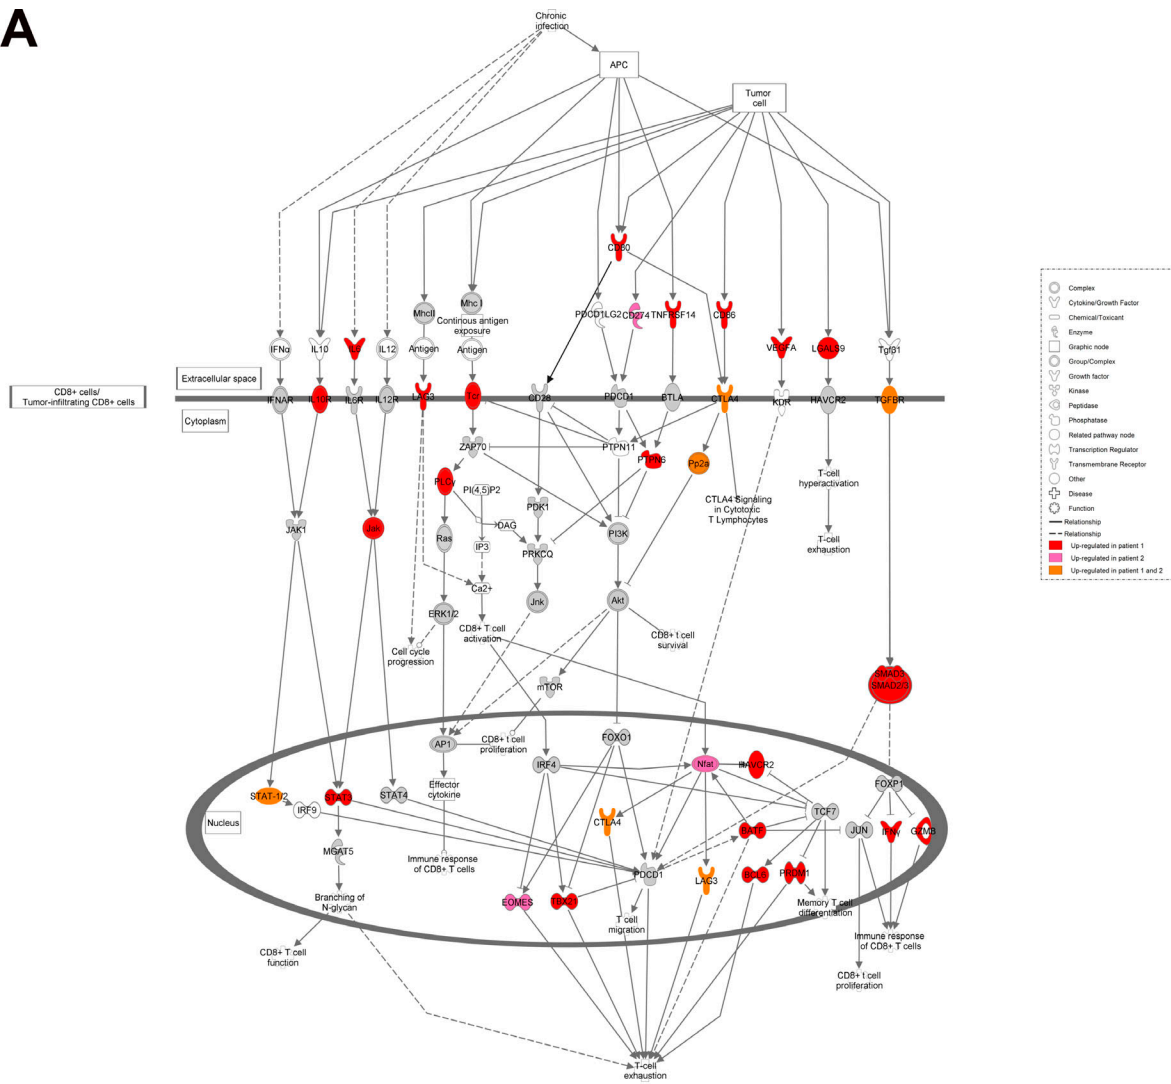 A
Chronic
infection
APC
Tumor
cell
CD80
MhcII
Mhc I
Continous antigen
exposure
PDCD1LG2
CD274
TNFRSF14
CD86
IFNα
IL10
IL6
IL12
Antigen
Antigen
VEGFA
LGALS9
Tgfβ1
Extracellular space
CD8+ cells/
Tumor-infiltrating CD8+ cells
IFNAR
IL10R
IL6R
IL12R
LAG3
Tcr
CD28
PDCD1
BTLA
CTLA4
KDR
HAVCR2
TGFBR
Cytoplasm
ZAP70
PTPN11
PTPN6
Pp2a
PLCγ
PI(4,5)P2
T-cell
hyperactivation
CTLA4 Signaling
in Cytotoxic
T Lymphocytes
PDK1
JAK1
Jak
DAG
PI3K
Ras
IP3
PRKCQ
T-cell
exhaustion
Ca2+
Jnk
Akt
ERK1/2
CD8+ T cell
activation
CD8+ t cell
survival
Cell cycle
progression
mTOR
SMAD3
SMAD2/3
AP1
CD8+ t cell
proliferation
FOXO1
IRF4
Nfat
HAVCR2
FOXP1
Effector
cytokine
STAT-1/2
STAT3
STAT4
IRF9
Nucleus
CTLA4
TCF7
BATF
JUN
IFNγ
GZMB
MGAT5
Immune response
of CD8+ T cells
PDCD1
LAG3
BCL6
PRDM1
Branching of
N-glycan
EOMES
TBX21
T cell
migration
Memory T cell
differentiation
Immune response
of CD8+ T cells
CD8+ T cell
function
CD8+ t cell
proliferation
T-cell
exhaustion
Complex
Cytokine/Growth Factor
Chemical/Toxicant
Enzyme
Graphic node
Group/Complex
Growth factor
Kinase
Peptidase
Phosphatase
Related pathway node
Transcription Regulator
Transmembrane Receptor
Other
Disease
Function
Relationship
Relationship
Up-regulated in patient 1
Up-regulated in patient 2
Up-regulated in patient 1 and 2